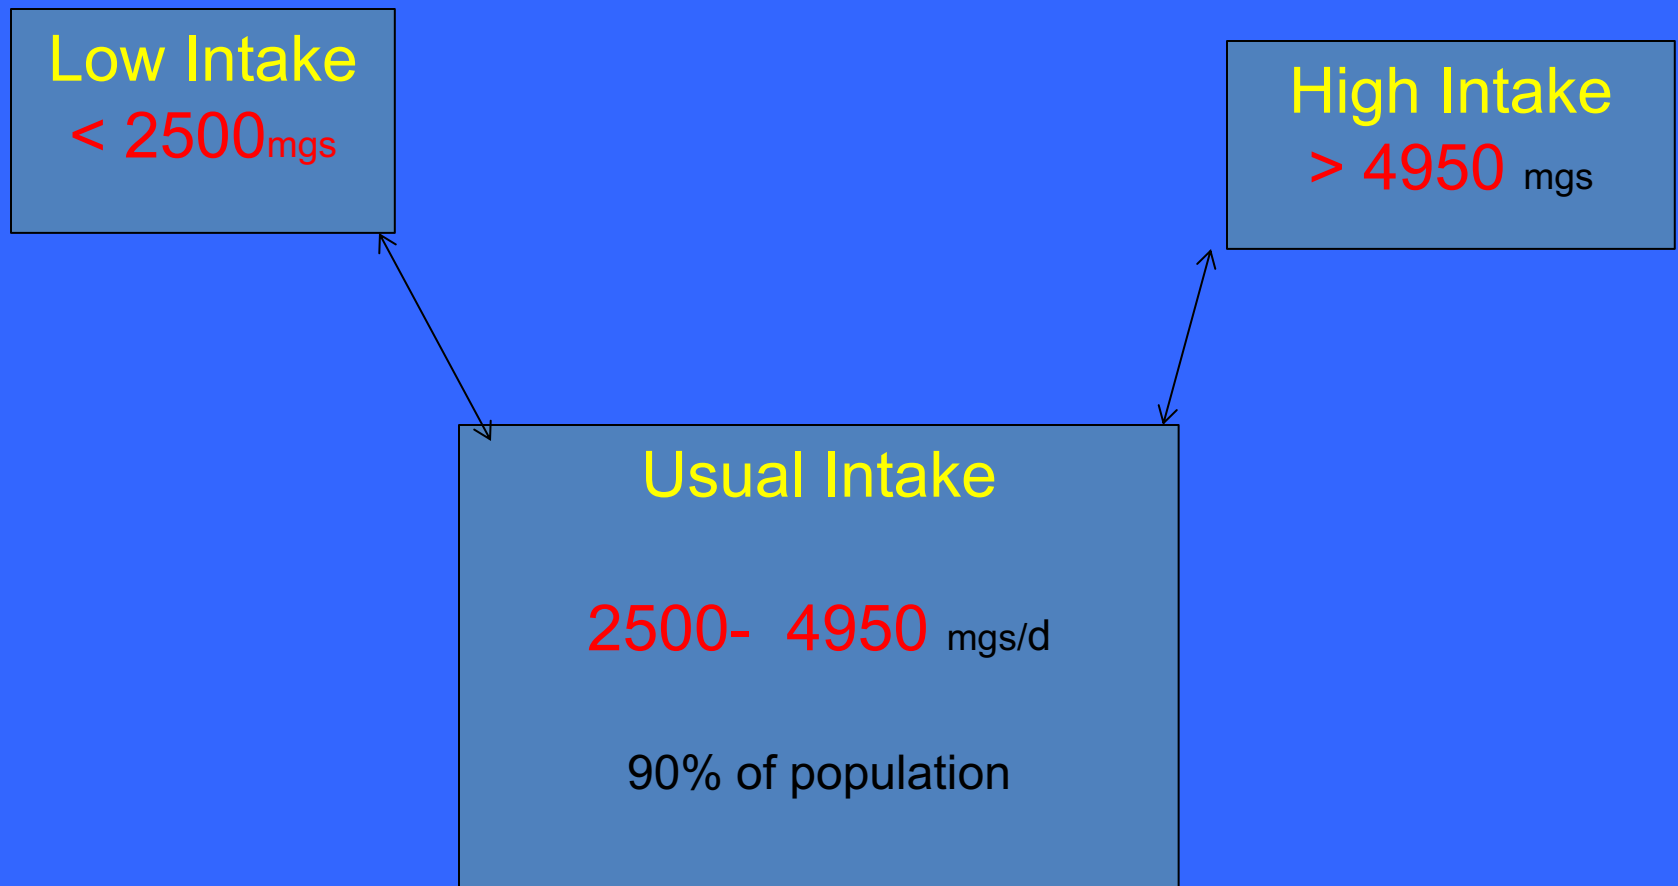 Low Intake
< 2500mgs
High Intake
> 4950 mgs
Usual Intake
2500- 4950 mgs/d
90% of population